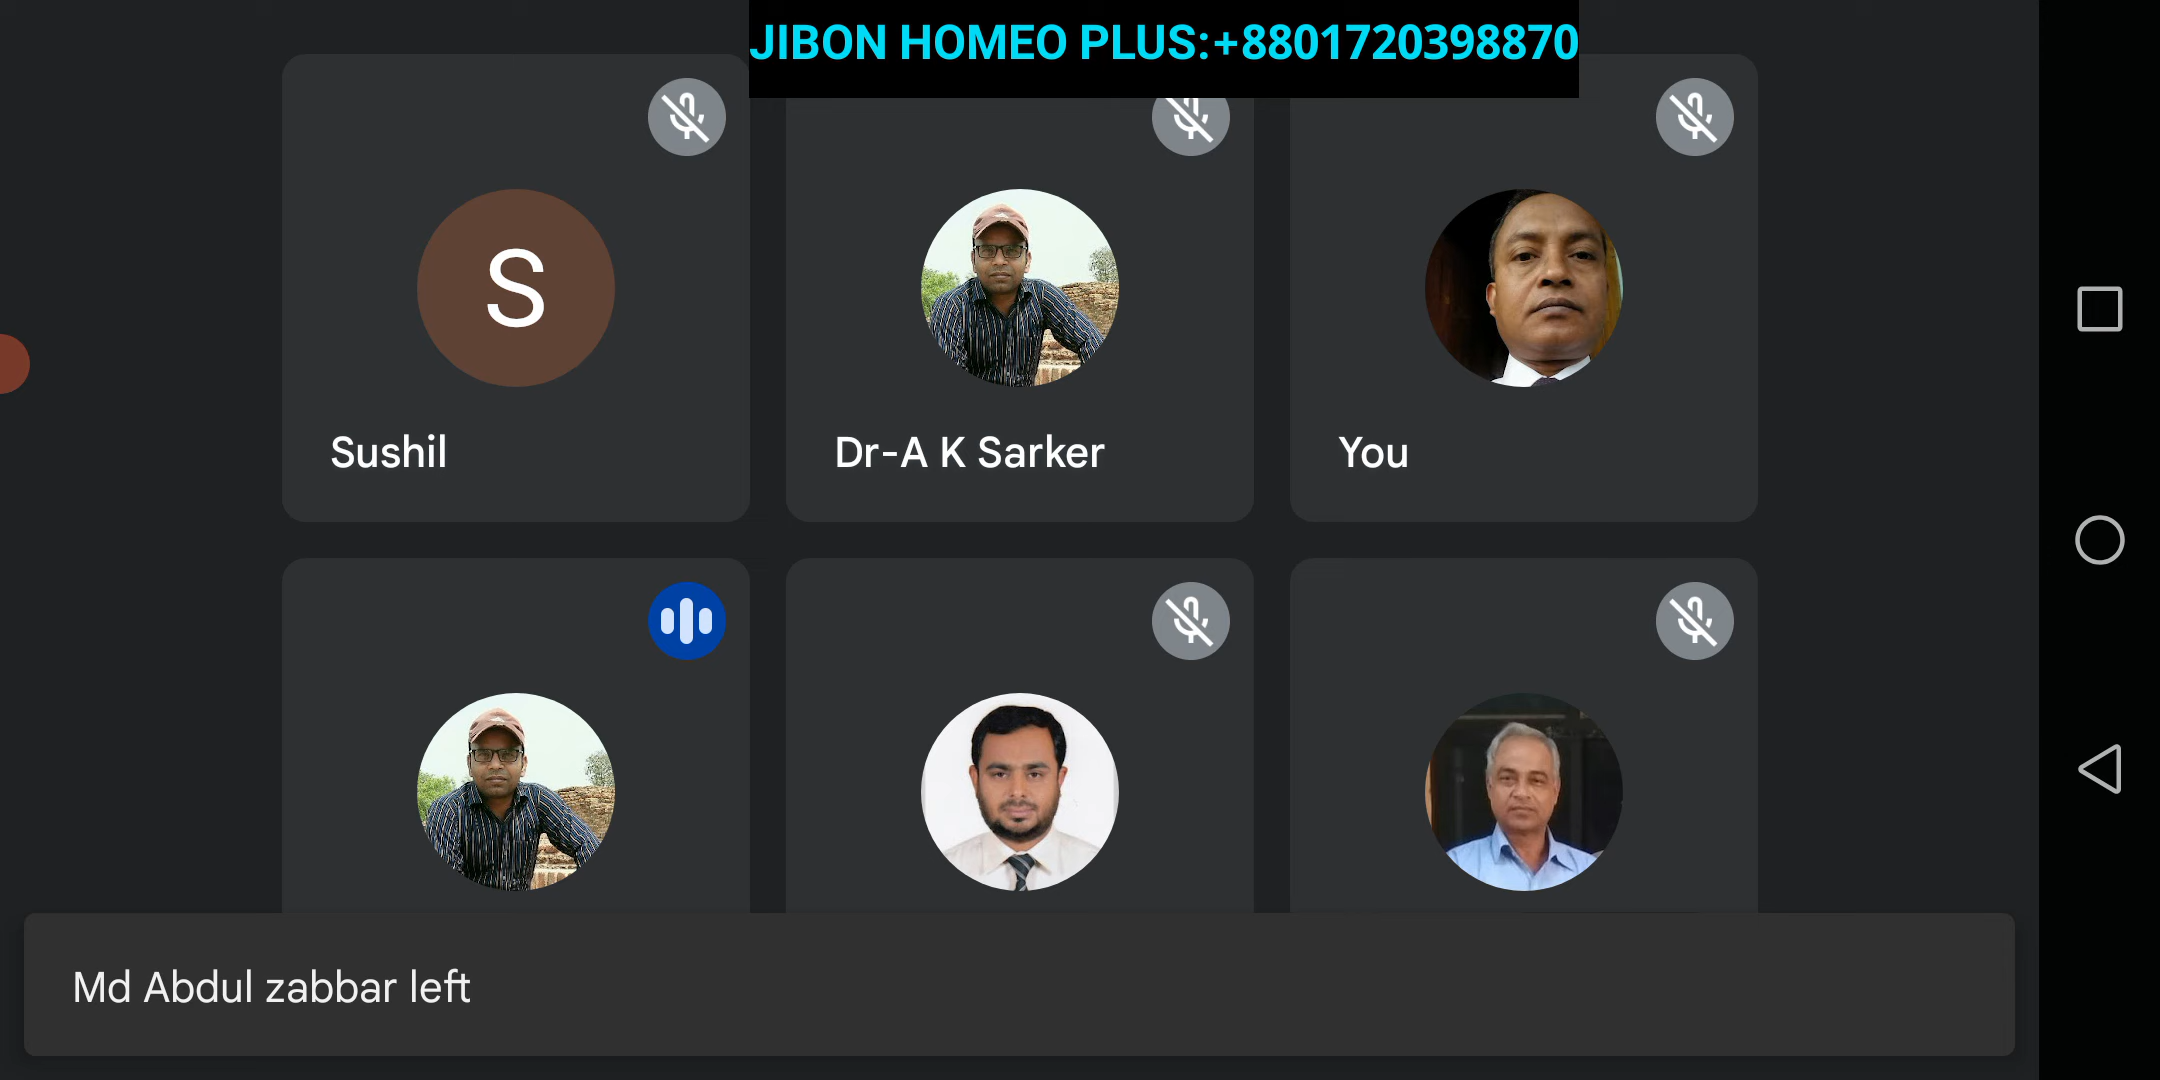 JIBON HOMEO PLUS:+8801720398870
S
Sushil
Dr-A K Sarker
You
Md Abdul zabbar left